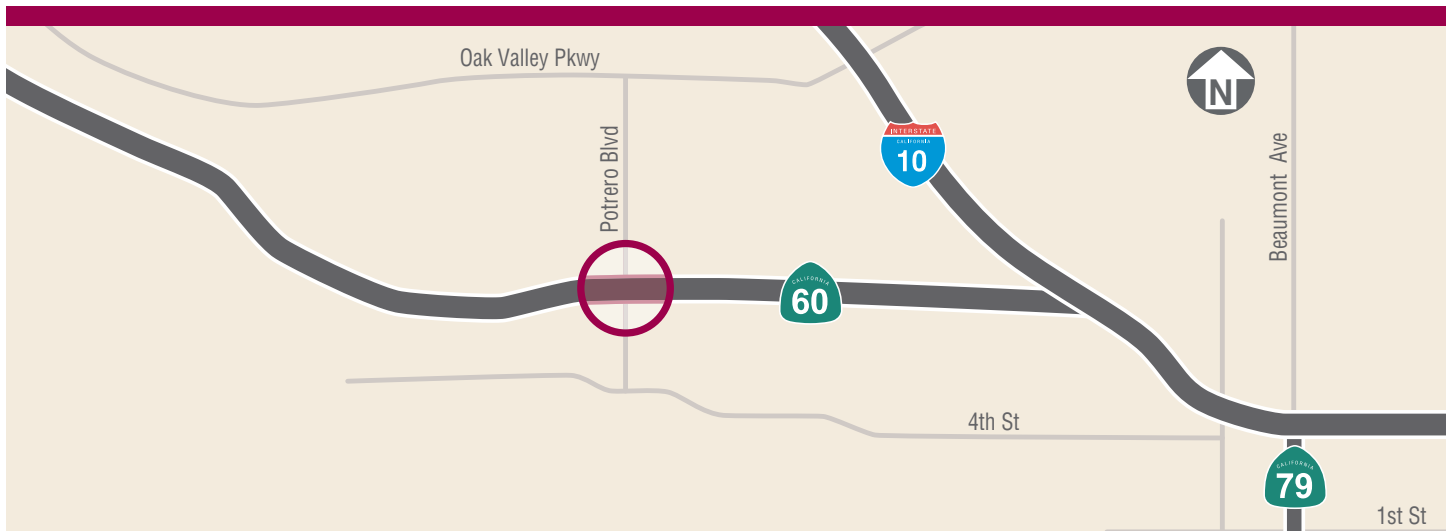 Oak Valley Pkwy
N
INTERSTATE
CALIFORNIA
10
Potrero Blvd
Beaumont Ave
CALIFORNIA
60
4th St
CALIFORNIA
79
1st St